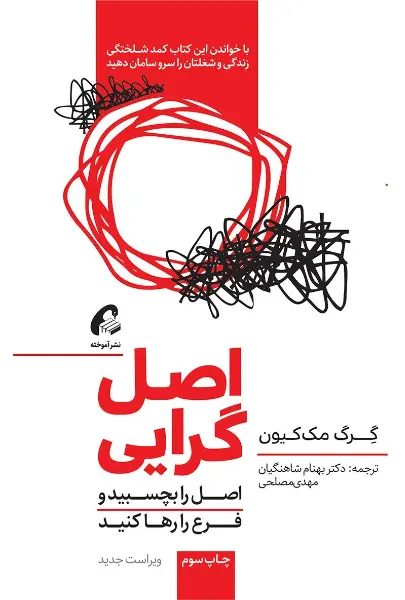 با خواندن این کتاب کمد شلختگی
زندگی و شغلتان را سر و سامان دهید
نشر آموخته
اصل
گرایی
گِرگ مک‌کیون
ترجمه: دکتر بهنام شاهنگیان
مهدی مصلحی
اصل را بچسبید و
فرع را رها کنید
چاپ سوم
ویراست جدید